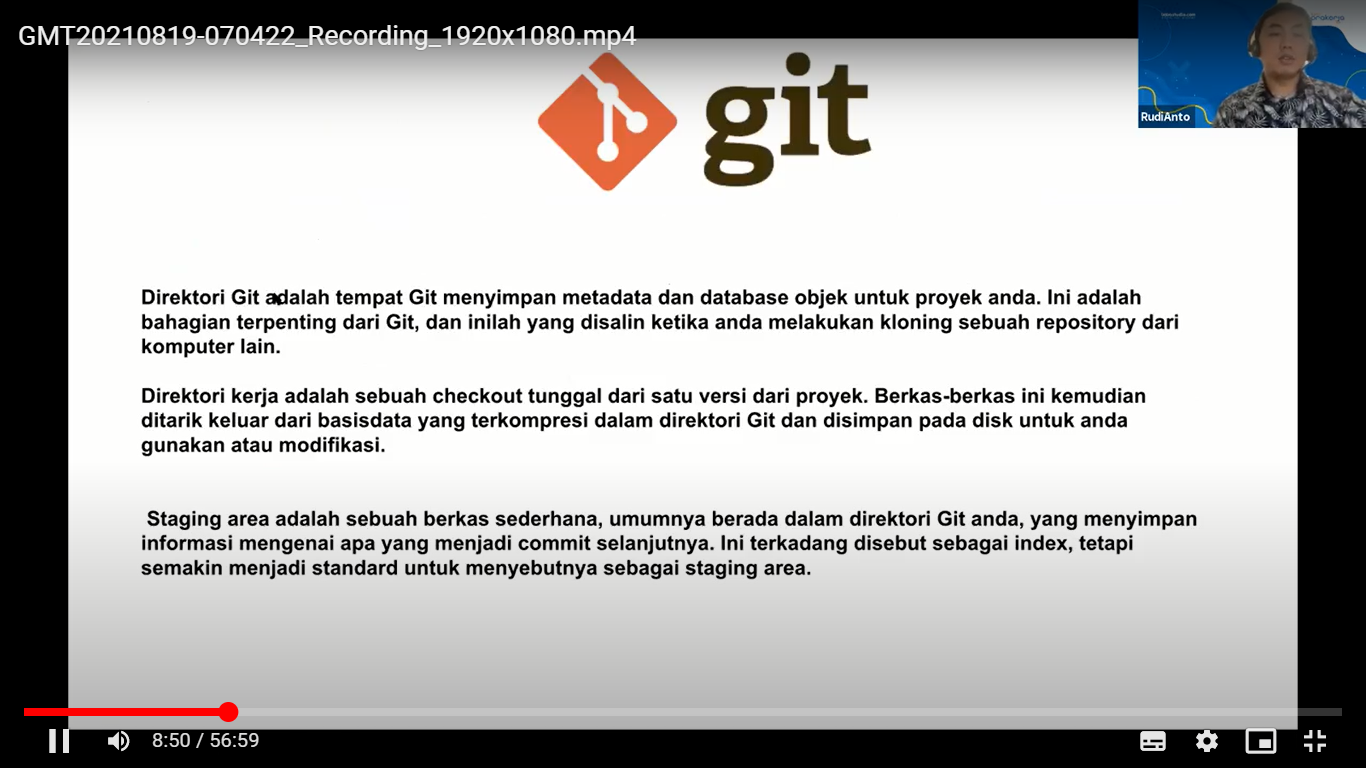 GMT20210819-070422_Recording_1920x1080.mp4
git
RudiAnto
Direktori Git adalah tempat Git menyimpan metadata dan database objek untuk proyek anda. Ini adalah
bahagian terpenting dari Git, dan inilah yang disalin ketika anda melakukan kloning sebuah repository dari
komputer lain.
Direktori kerja adalah sebuah checkout tunggal dari satu versi dari proyek. Berkas-berkas ini kemudian
ditarik keluar dari basisdata yang terkompresi dalam direktori Git dan disimpan pada disk untuk anda
gunakan atau modifikasi.
Staging area adalah sebuah berkas sederhana, umumnya berada dalam direktori Git anda, yang menyimpan
informasi mengenai apa yang menjadi commit selanjutnya. Ini terkadang disebut sebagai index, tetapi
semakin menjadi standard untuk menyebutnya sebagai staging area.
8:50 / 56:59